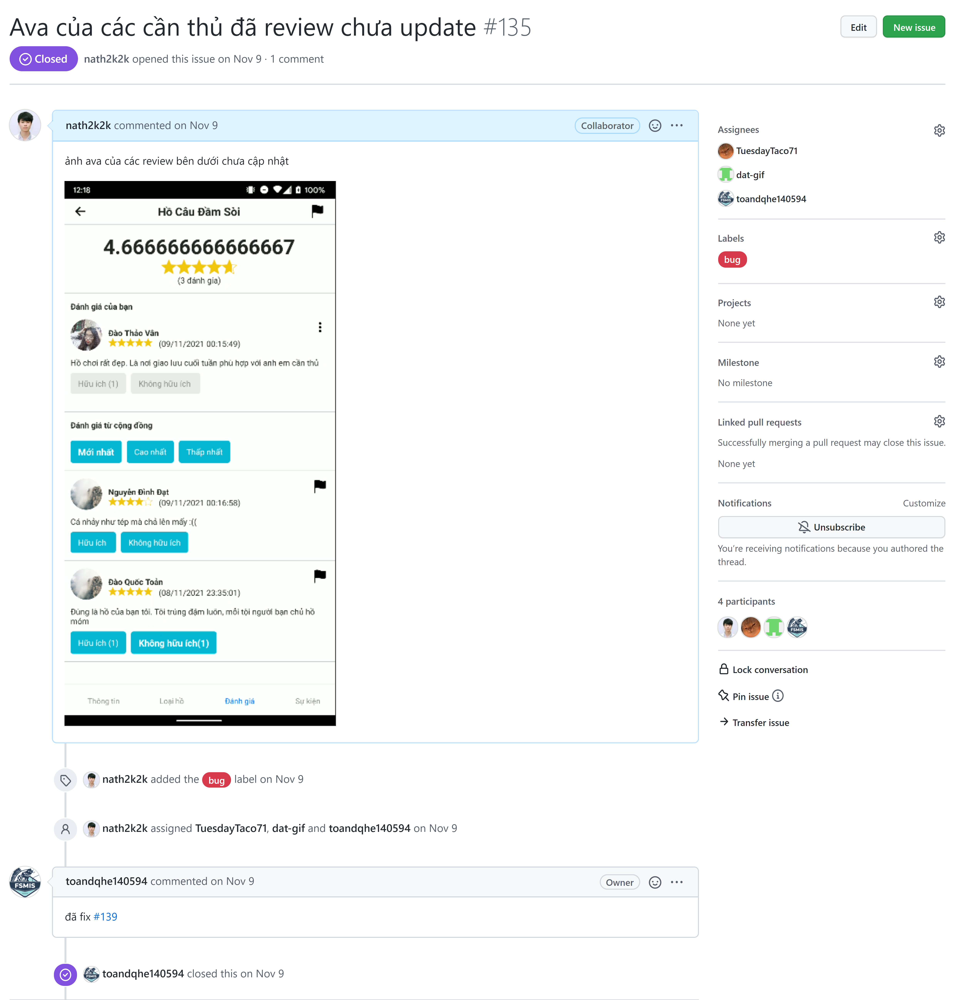 Ava của các cần thủ đã review chưa update #135
Edit
New issue
Closed
nath2k2k opened this issue on Nov 9 · 1 comment
nath2k2k commented on Nov 9
Collaborator
ảnh ava của các review bên dưới chưa cập nhật
12:18
100%
Hồ Câu Đầm Sòi
4.666666666666667
(3 đánh gía)
Đánh giá của bạn
Đào Thảo Vân
(09/11/2021 00:15:49)
Hồ chơi rất đẹp. Là nơi giao lưu cuối tuần phù hợp với anh em cần thủ
Hữu ích (1)
Không hữu ích
Đánh giá từ cộng đồng
Mới nhất
Cao nhất
Thấp nhất
Nguyễn Đình Đạt
(09/11/2021 00:16:58)
Cá nhảy như tép mà chả lên mấy :((
Hữu ích
Không hữu ích
Đào Quốc Toản
(08/11/2021 23:35:01)
Đúng là hồ của bạn tôi. Tôi trúng đậm luôn, mỗi tội người bạn chủ hồ
móm
Hữu ích (1)
Không hữu ích(1)
Thông tin
Loại hồ
Đánh giá
Sự kiện
nath2k2k added the bug label on Nov 9
nath2k2k assigned TuesdayTaco71, dat-gif and toandqhe140594 on Nov 9
FSMIS
toandqhe140594 commented on Nov 9
Owner
đã fix #139
FSMIS
toandqhe140594 closed this on Nov 9
Assignees
TuesdayTaco71
dat-gif
FSMIS
toandqhe140594
Labels
bug
Projects
None yet
Milestone
No milestone
Linked pull requests
Successfully merging a pull request may close this issue.
None yet
Notifications
Customize
Unsubscribe
You're receiving notifications because you authored the
thread.
4 participants
FSMIS
Lock conversation
Pin issue
Transfer issue